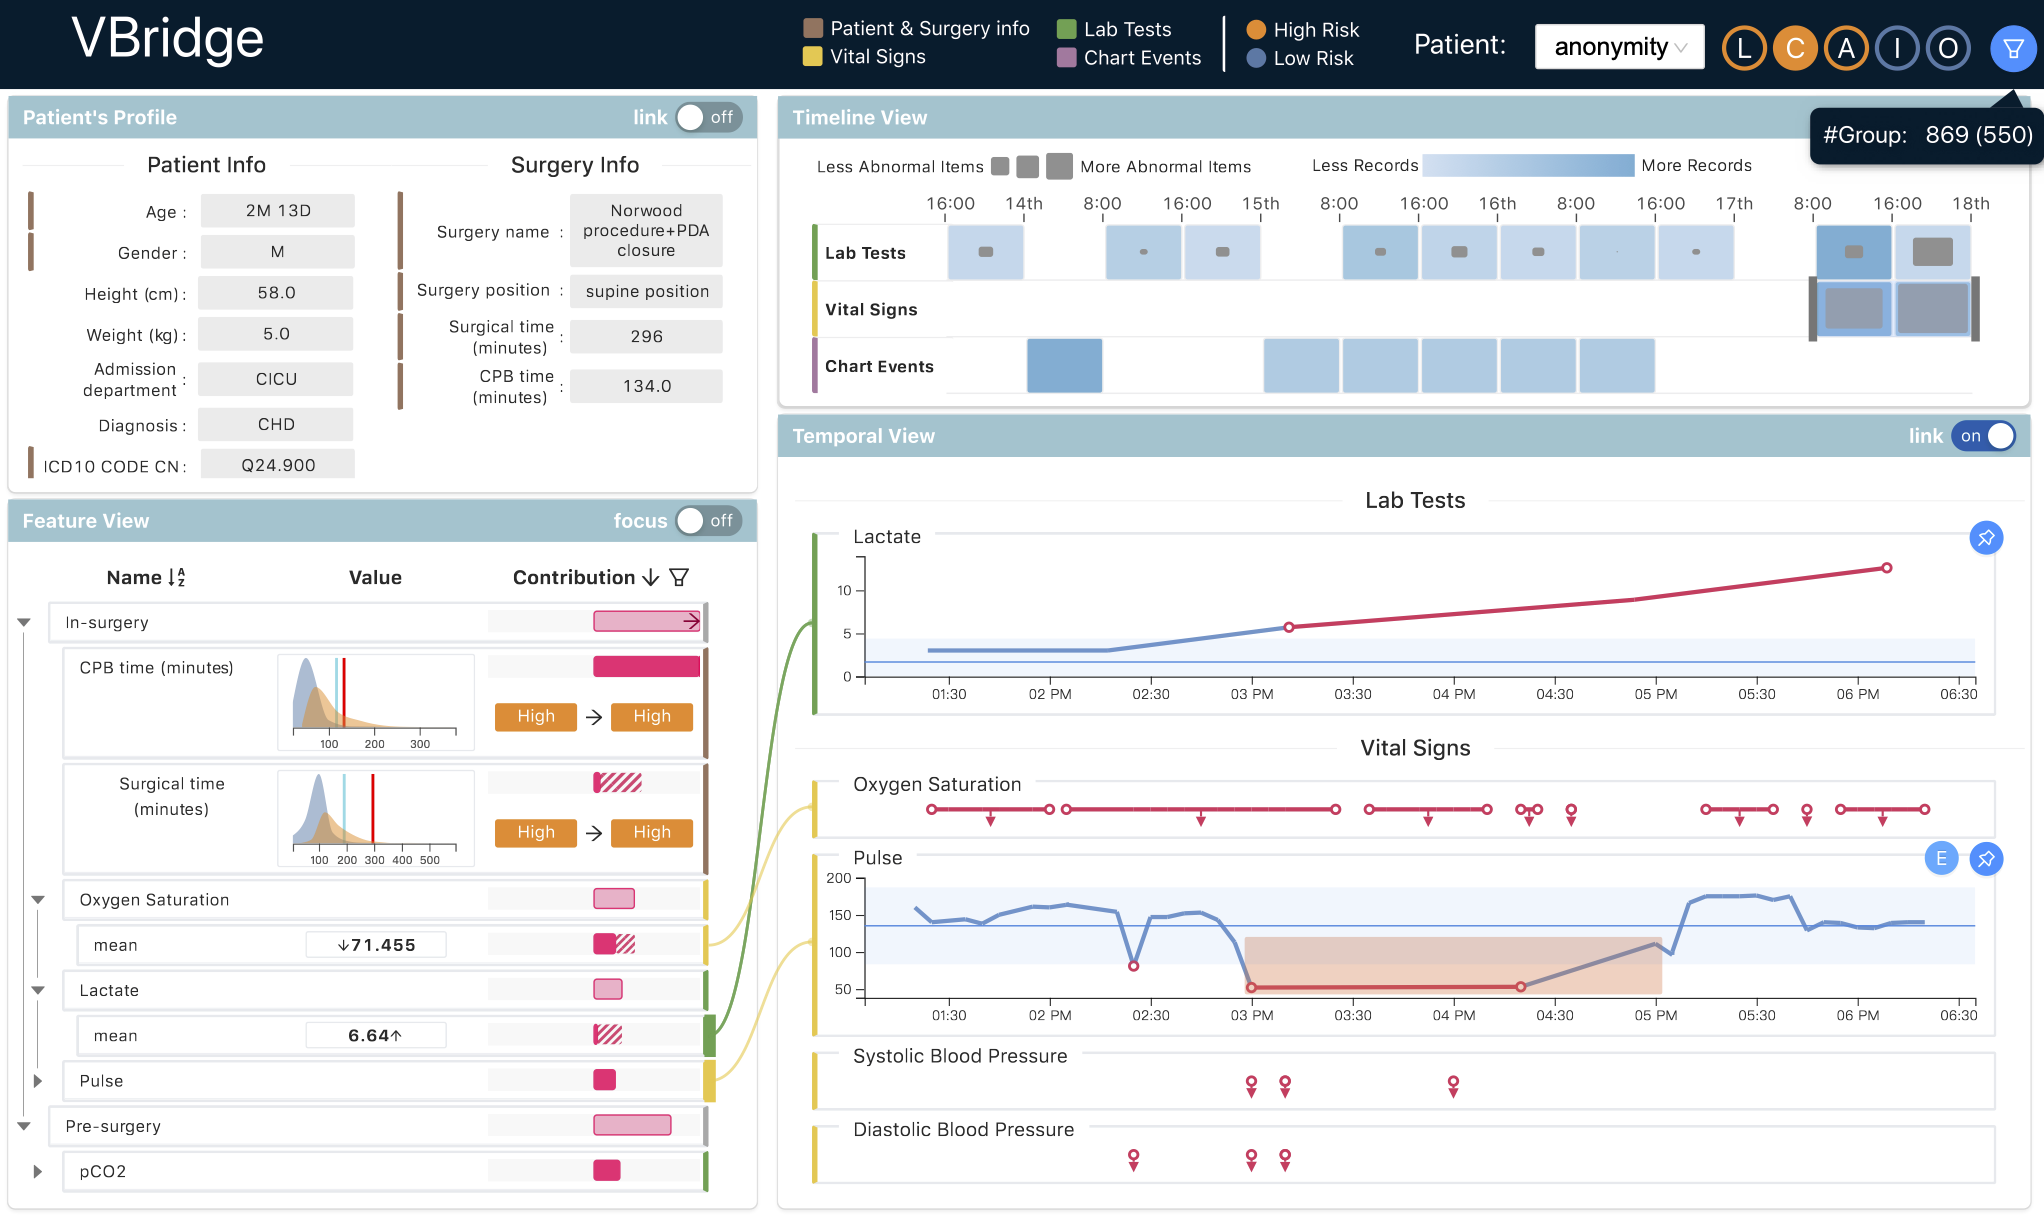 VBridge
Patient & Surgery info
Lab Tests
High Risk
Vital Signs
Chart Events
Low Risk
Patient:
anonymity
L C A I O
#Group: 869 (550)
Patient's Profile
link off
Patient Info
Age : 2M 13D
Gender : M
Height (cm) : 58.0
Weight (kg) : 5.0
Admission
department : CICU
Diagnosis : CHD
ICD10 CODE CN : Q24.900
Surgery Info
Surgery name : Norwood
procedure+PDA
closure
Surgery position : supine position
Surgical time
(minutes) : 296
CPB time
(minutes) : 134.0
Timeline View
Less Abnormal Items
More Abnormal Items
Less Records
More Records
16:00 14th 8:00 16:00 15th 8:00 16:00 16th 8:00 16:00 17th 8:00 16:00 18th
Lab Tests
Vital Signs
Chart Events
Feature View
focus off
Name Value Contribution
In-surgery
CPB time (minutes)
100 200 300
High → High
Surgical time
(minutes)
100 200 300 400 500
High → High
Oxygen Saturation
mean ↓71.455
Lactate
mean 6.64↑
Pulse
Pre-surgery
pCO2
Temporal View
link on
Lab Tests
Lactate
10
5
0
01:30 02 PM 02:30 03 PM 03:30 04 PM 04:30 05 PM 05:30 06 PM 06:30
Vital Signs
Oxygen Saturation
Pulse
E
200
150
100
50
01:30 02 PM 02:30 03 PM 03:30 04 PM 04:30 05 PM 05:30 06 PM 06:30
Systolic Blood Pressure
Diastolic Blood Pressure